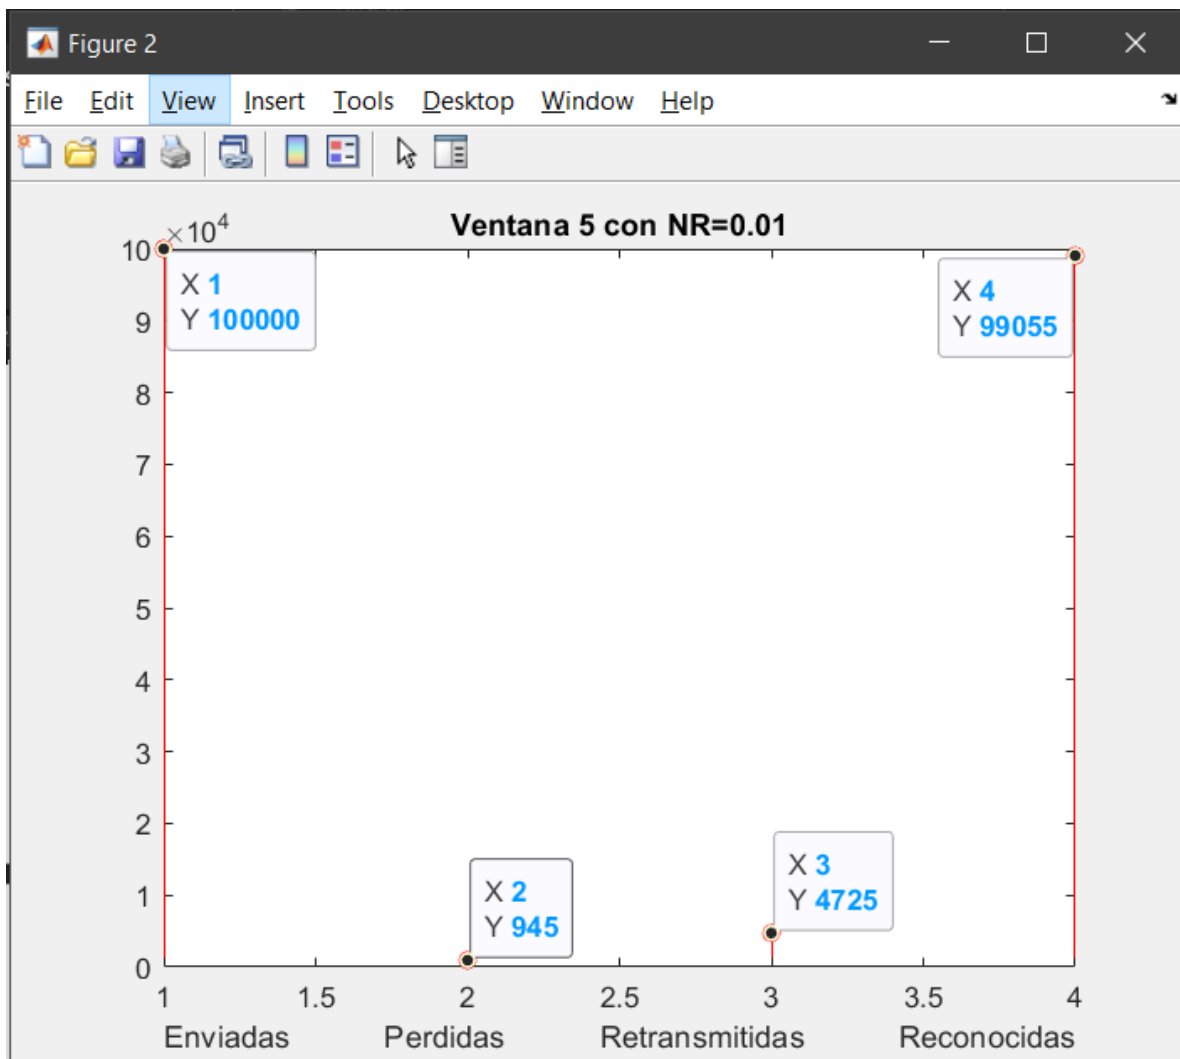 Figure 2
File Edit View Insert Tools Desktop Window Help
×10⁴
Ventana 5 con NR=0.01
10
X 1
Y 100000
X 4
Y 99055
9
8
7
6
5
4
3
2
X 3
Y 4725
X 2
Y 945
1
0
1 1.5 2 2.5 3 3.5 4
Enviadas Perdidas Retransmitidas Reconocidas